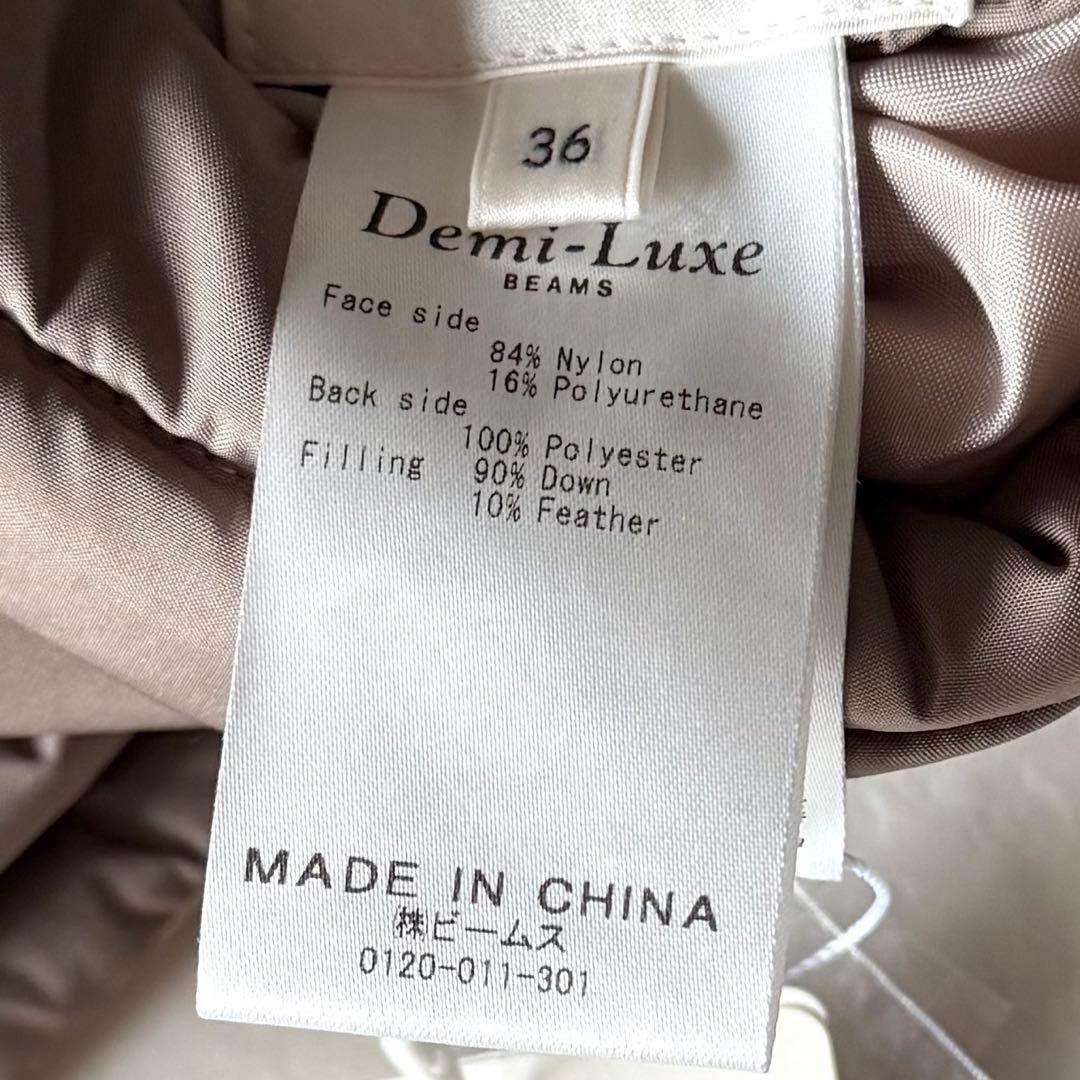 36
Demi-Luxe
BEAMS
Face side
84% Nylon
16% Polyurethane
Back side
100% Polyester
Filling 90% Down
10% Feather
MADE IN CHINA
㈱ビームス
0120-011-301